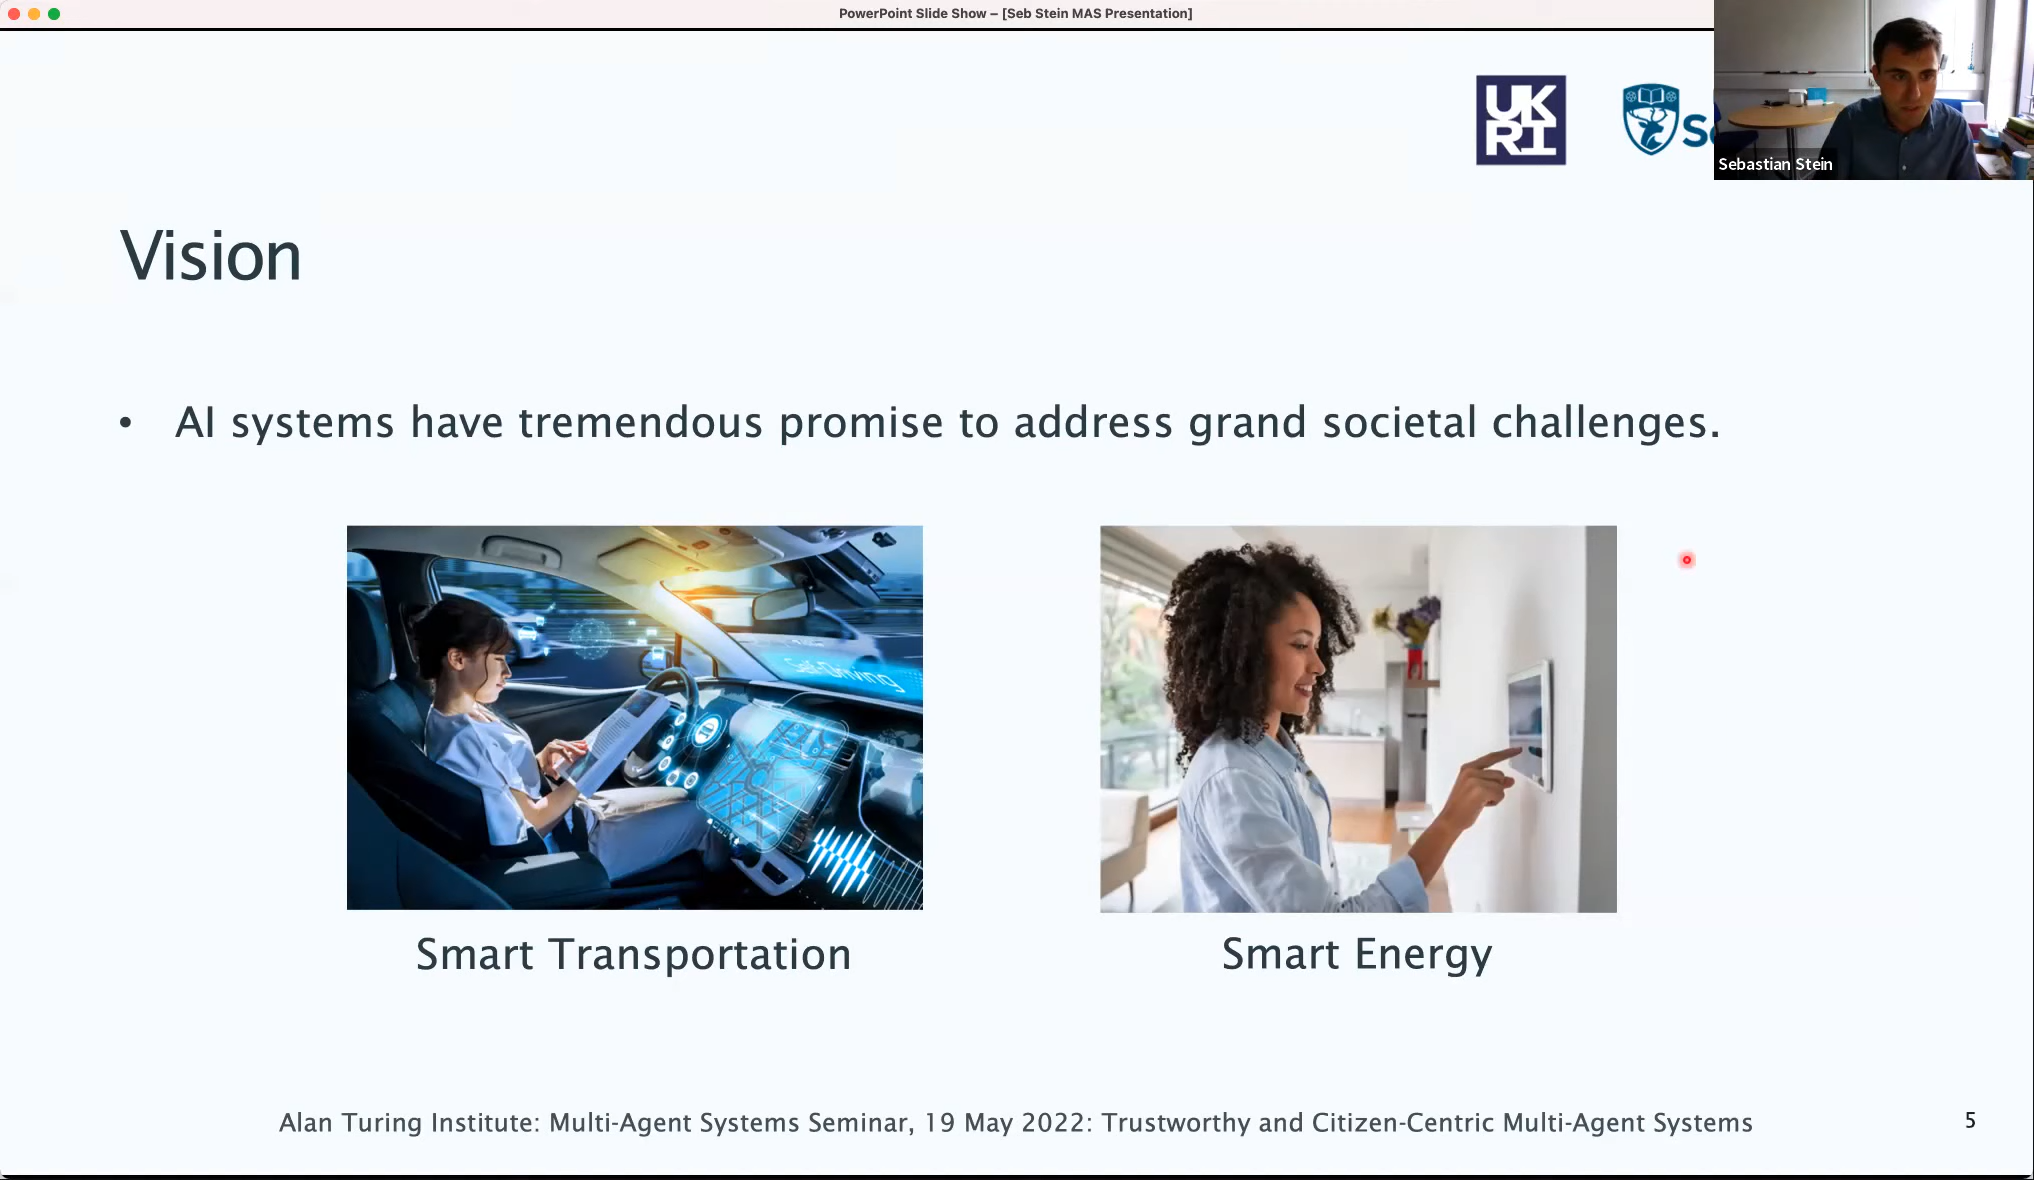 PowerPoint Slide Show – [Seb Stein MAS Presentation]
UK
RI
Sebastian Stein
Vision
• AI systems have tremendous promise to address grand societal challenges.
Self-Driving
Smart Transportation
Smart Energy
Alan Turing Institute: Multi-Agent Systems Seminar, 19 May 2022: Trustworthy and Citizen-Centric Multi-Agent Systems
5